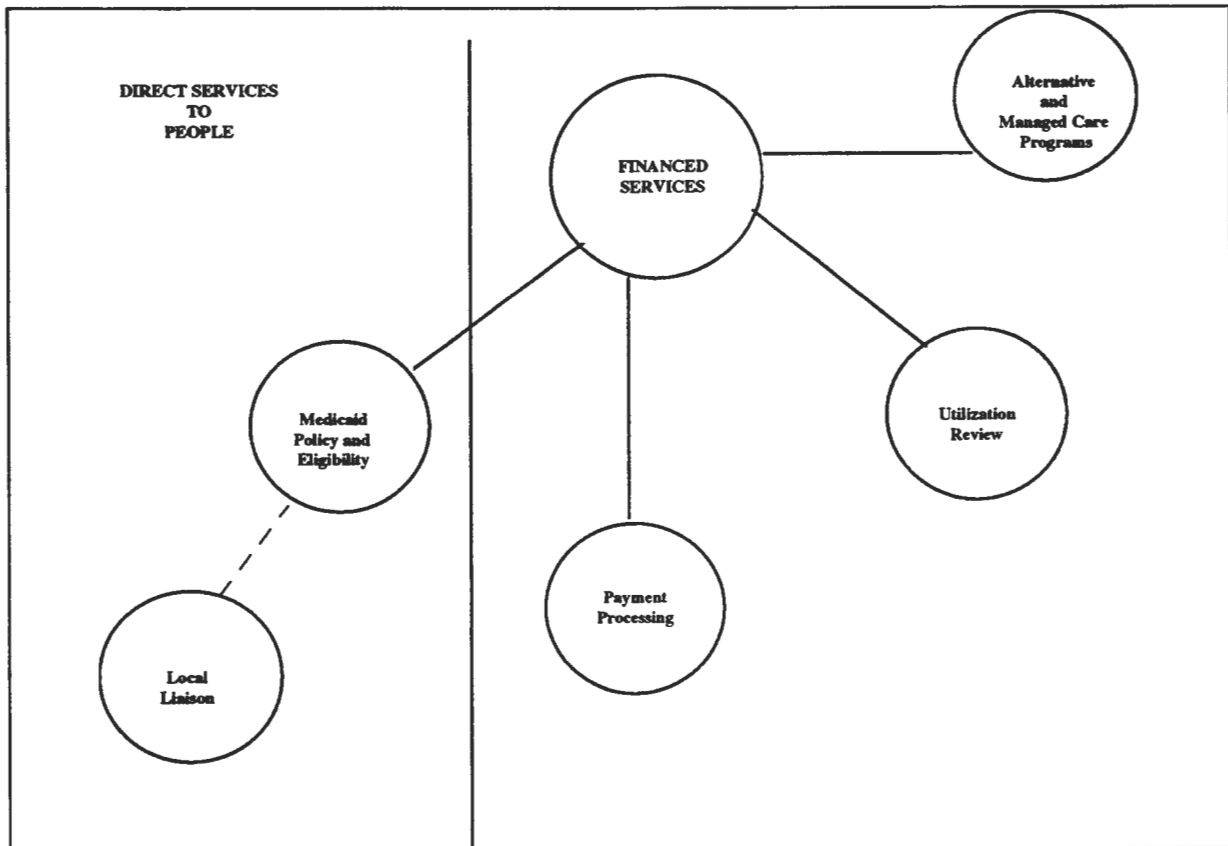 DIRECT SERVICES
TO
PEOPLE
FINANCED
SERVICES
Alternative
and
Managed Care
Programs
Medicaid
Policy and
Eligibility
Utilization
Review
Payment
Processing
Local
Liaison